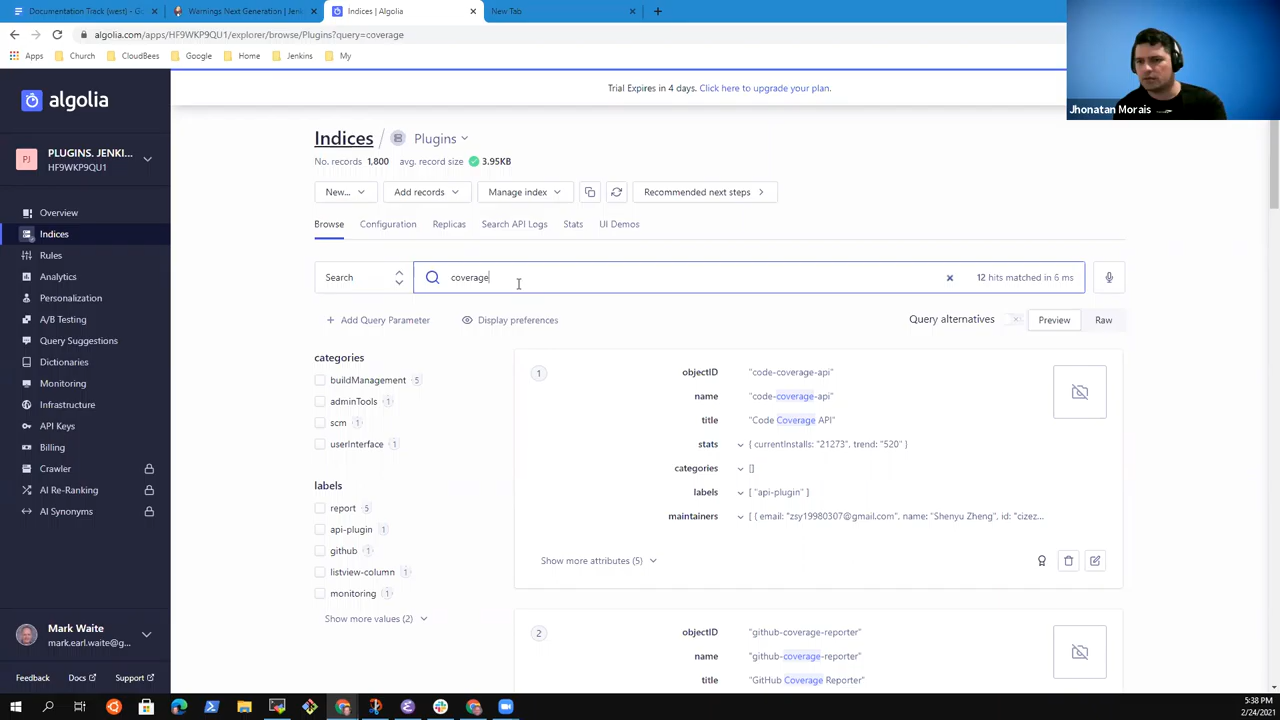 Documentation Track (west) - G
Warnings Next Generation | Jenk
Indices | Algolia
New Tab
algolia.com/apps/HF9WKP9QU1/explorer/browse/Plugins?query=coverage
Apps Church CloudBees Google Home Jenkins My
Jhonatan Morais
algolia
Trial Expires in 4 days. Click here to upgrade your plan.
PJ
PLUGINS. JENKI...
HF9WKP9QU1
Overview
Indices
Rules
Analytics
Personalization
A/B Testing
Query Suggestions
Dictionaries
Monitoring
Infrastructure
API Keys
Billing
Crawler
AI Re-Ranking
AI Synonyms
Mark Waite
mark.earl.waite@g...
Feedback Docs Support
Indices / Plugins
No. records 1,800 avg. record size 3.95KB
New... Add records Manage index Recommended next steps
Browse Configuration Replicas Search API Logs Stats UI Demos
Search coverage 12 hits matched in 6 ms
Add Query Parameter Display preferences Query alternatives Preview Raw
categories
buildManagement 5
adminTools 1
scm 1
userInterface 1
labels
report 5
api-plugin 1
github 1
listview-column 1
monitoring 1
Show more values (2)
1
objectID "code-coverage-api"
name "code-coverage-api"
title "Code Coverage API"
stats { currentInstalls: "21273", trend: "520" }
categories []
labels [ "api-plugin" ]
maintainers [ { email: "zsy19980307@gmail.com", name: "Shenyu Zheng", id: "cizez...
Show more attributes (5)
2
objectID "github-coverage-reporter"
name "github-coverage-reporter"
title "GitHub Coverage Reporter"
5:38 PM
2/24/2021